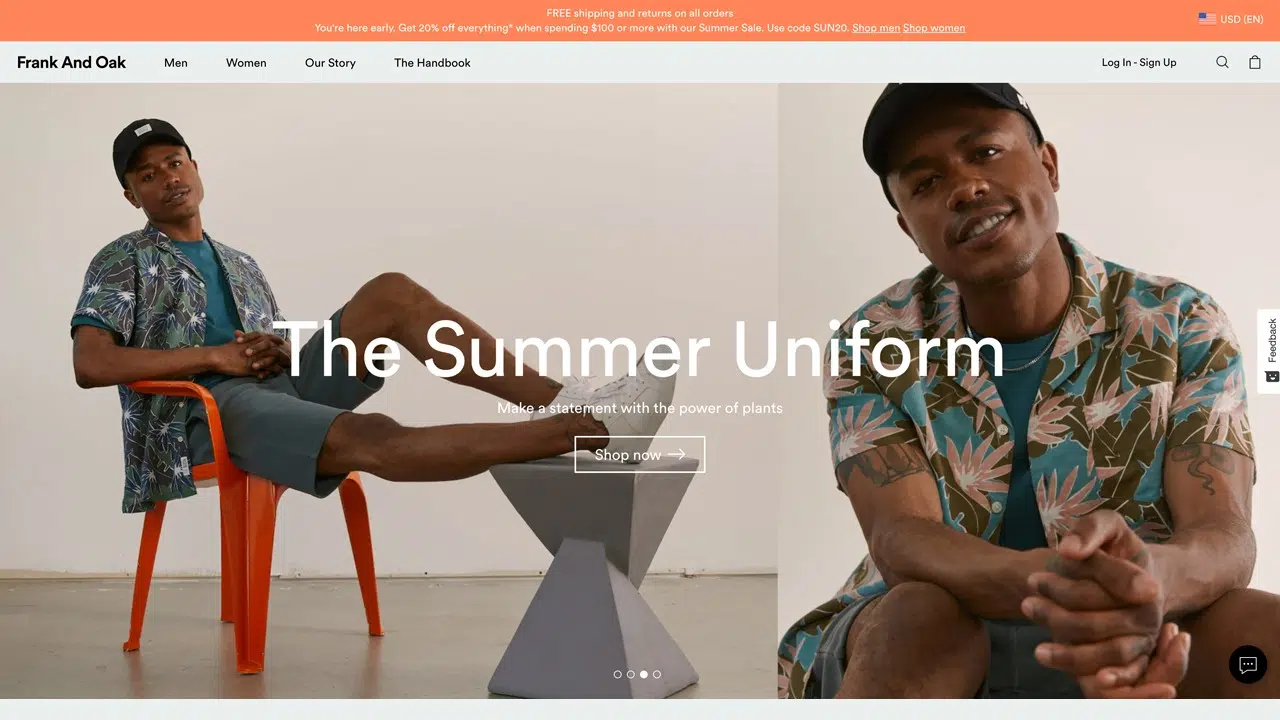 FREE shipping and returns on all orders
You're here early. Get 20% off everything* when spending $100 or more with our Summer Sale. Use code SUN20. Shop men Shop women
USD (EN)
Frank And Oak
Men
Women
Our Story
The Handbook
Log In - Sign Up
The Summer Uniform
Make a statement with the power of plants
Shop now
Feedback